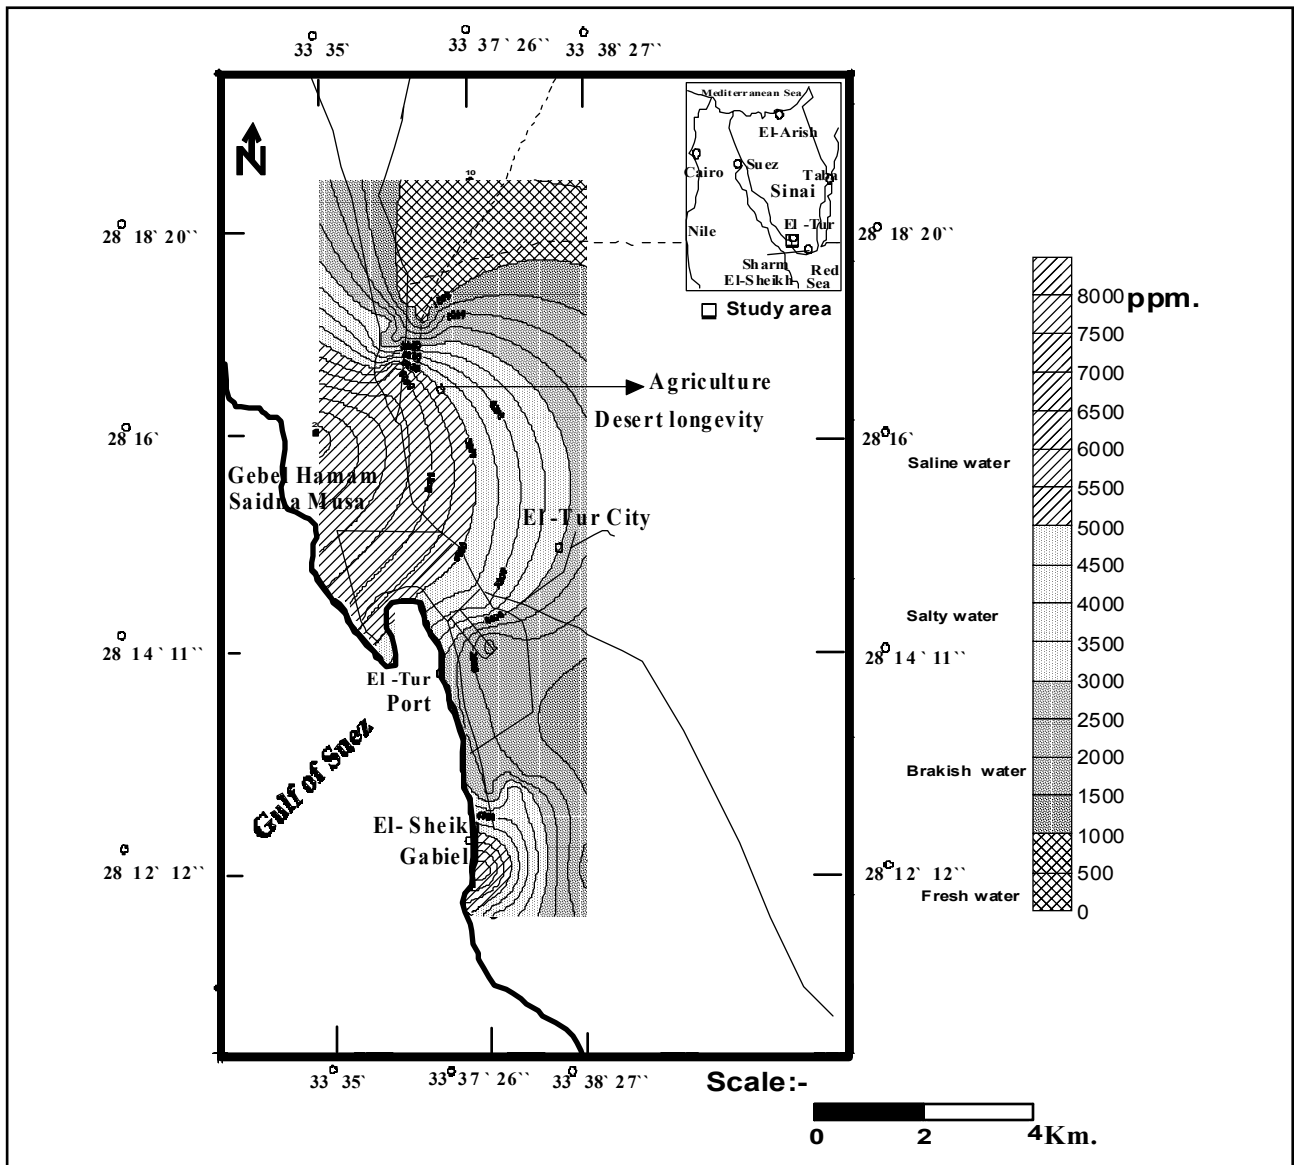 33 35` 33 37 ` 26`` 33 ` 38 ` 27``
N
Mediterranean Sea
El-Arish
Suez
Cairo
Taba
Sinai
Nile
El -Tur
Sharm
El-Sheikh
Red
Sea
Study area
10
28 ` 18 ` 20``
28 ` 18 ` 20``
8000 ppm.
7500
7000
6500
6000
5500
5000
4500
4000
3500
3000
2500
2000
1500
1000
500
0
Agriculture
Desert longevity
28 16`
28 16`
Saline water
Gebel Hamam
Saidna Musa
El -Tur City
Salty water
28 ` 14 ` 11``
28 ` 14 ` 11``
El -Tur
Port
Gulf of Suez
Brakish water
El- Sheik
Gabiel
28 ` 12` 12``
28 ` 12` 12``
Fresh water
33 ` 35` 33 ` 37 ` 26`` 33 ` 38 ` 27``
Scale:-
0 2 4 Km.